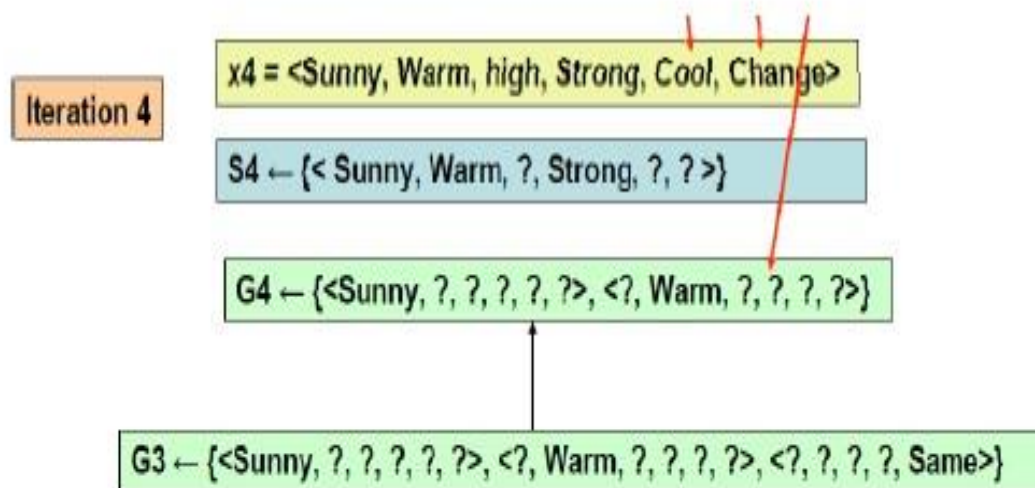 x4 = <Sunny, Warm, high, Strong, Cool, Change>
Iteration 4
S4 ← {< Sunny, Warm, ?, Strong, ?, ? >}
G4 ← {<Sunny, ?, ?, ?, ?, ?>, <?, Warm, ?, ?, ?, ?>}
G3 ← {<Sunny, ?, ?, ?, ?, ?>, <?, Warm, ?, ?, ?, ?>, <?, ?, ?, ?, Same>}